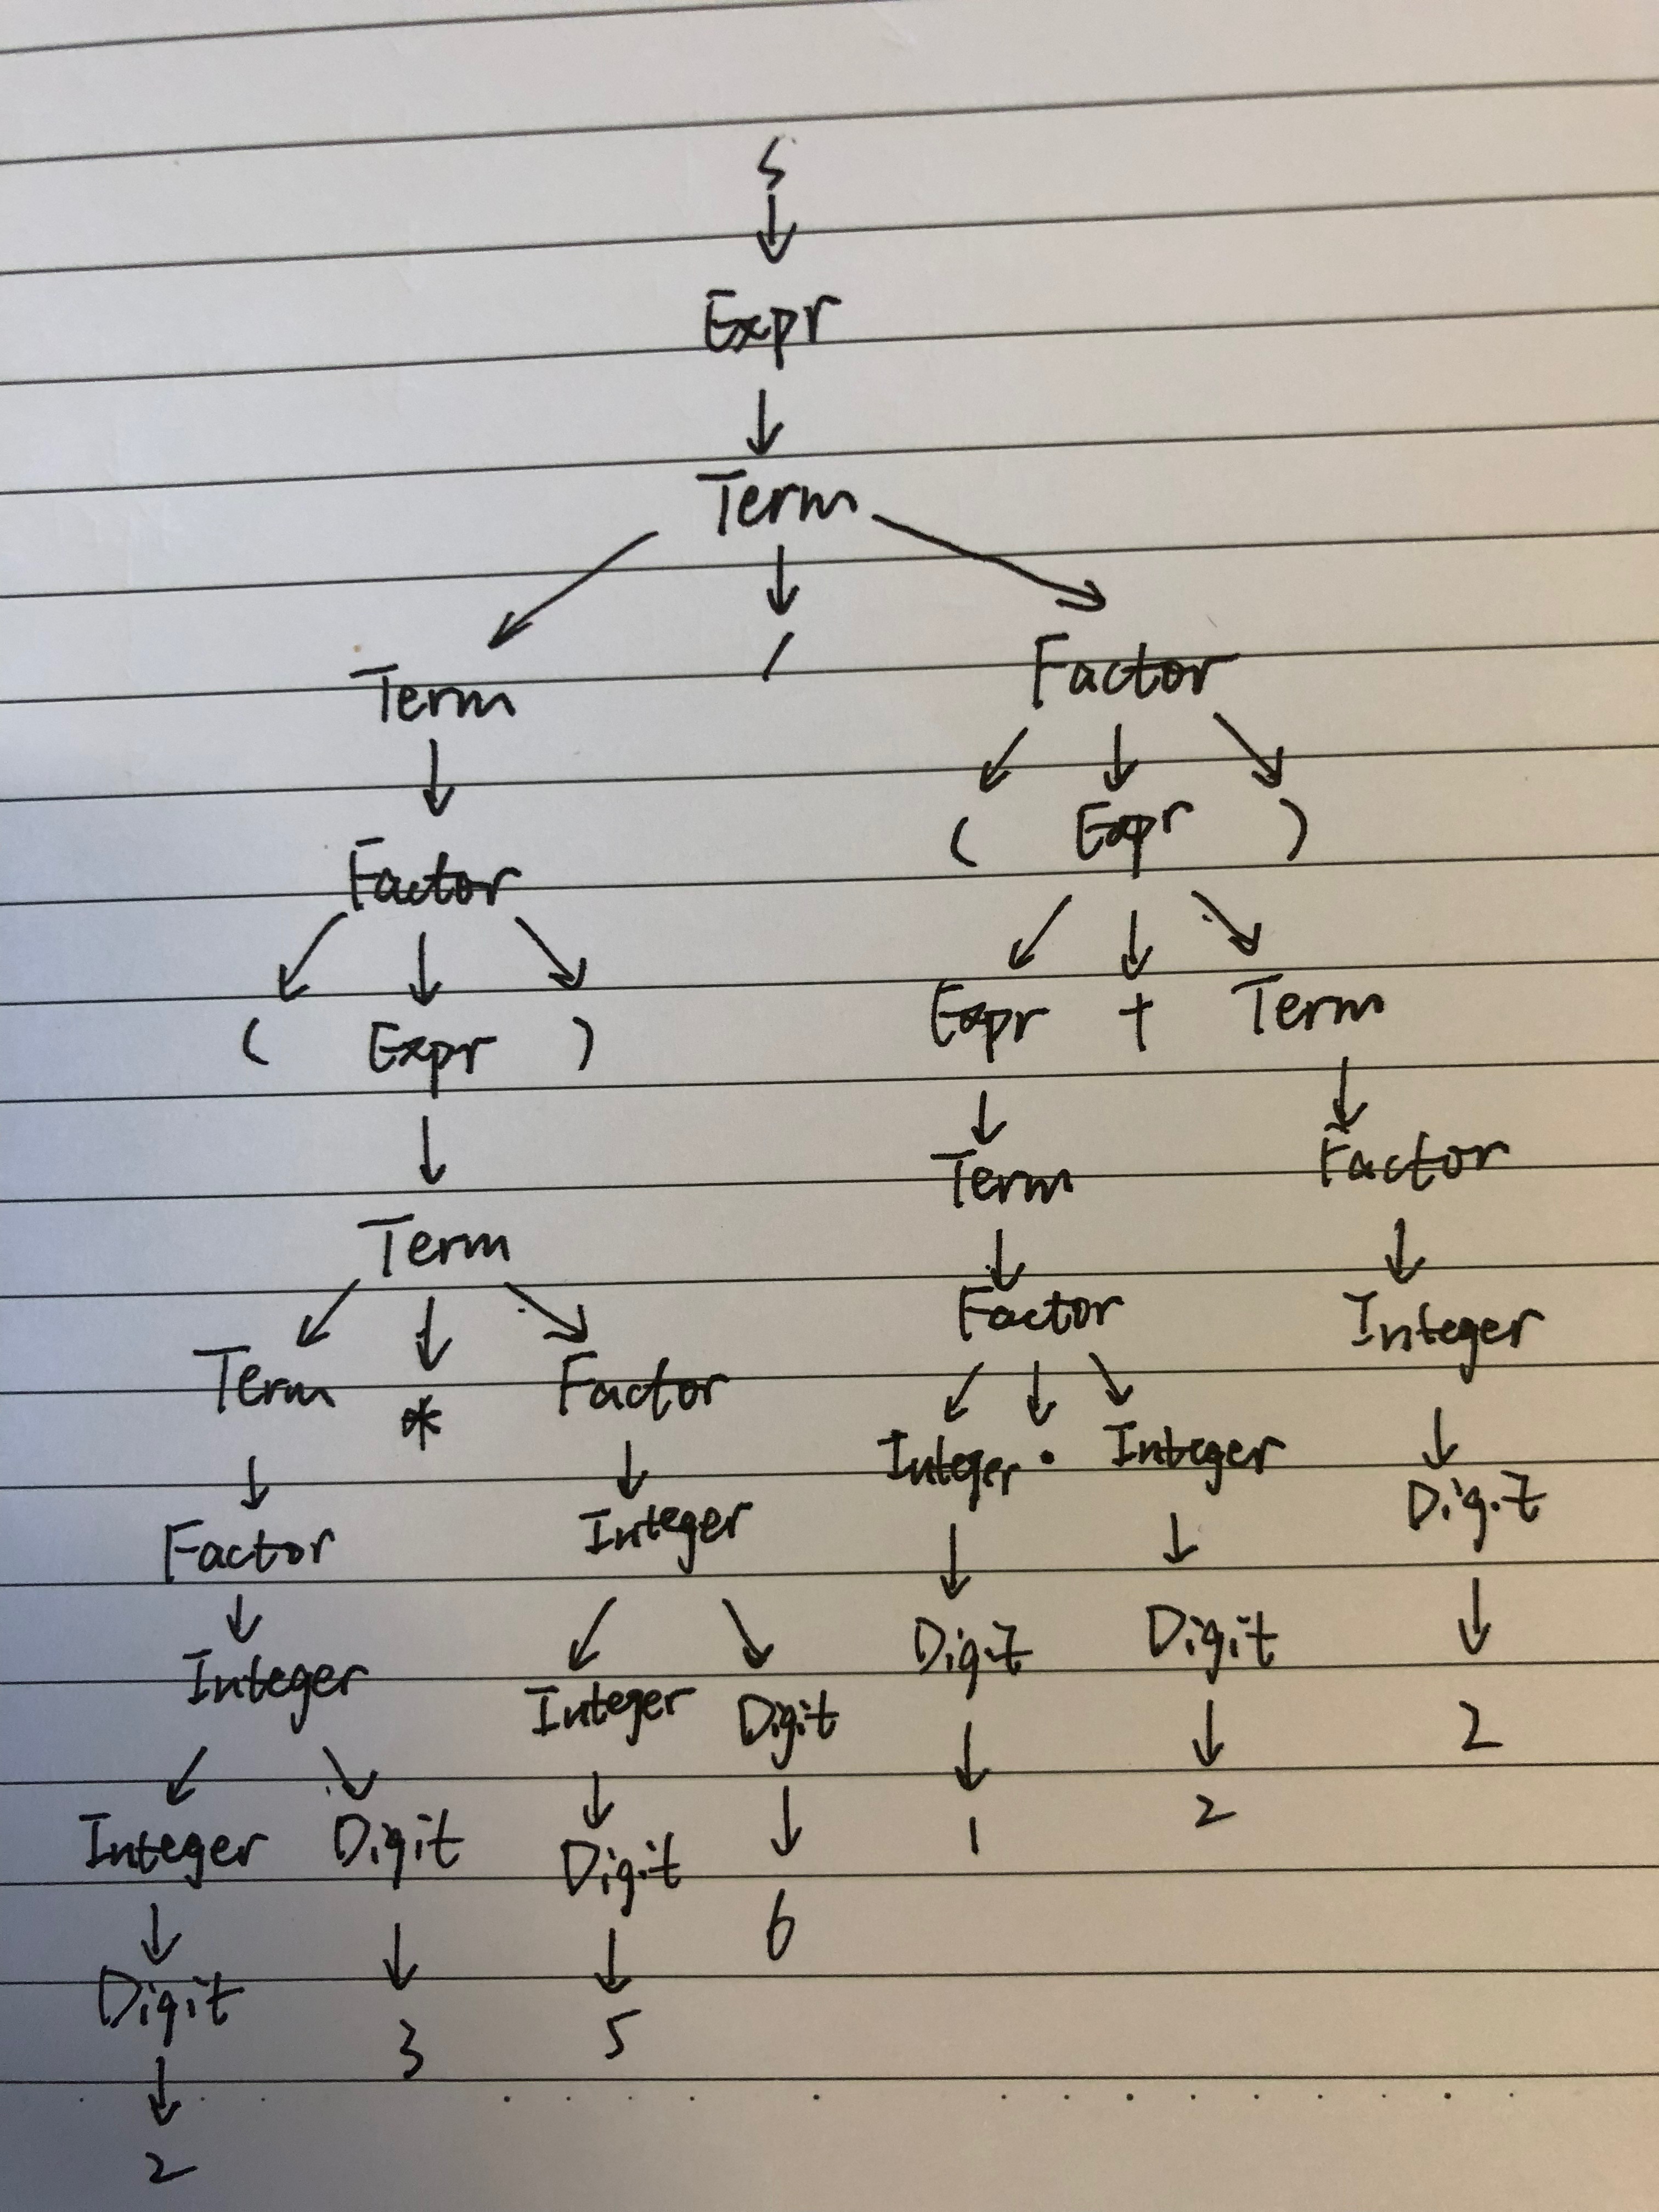 S
Expr
Term
Term / Factor
( Expr )
Factor
Expr + Term
( Expr )
Term Factor
Term
Factor Integer
Term * Factor
Integer . Integer
Digit
Factor Integer
Digit Digit
Integer
Integer Digit
2
1 2
Integer Digit
Digit
6
Digit
3 5
2